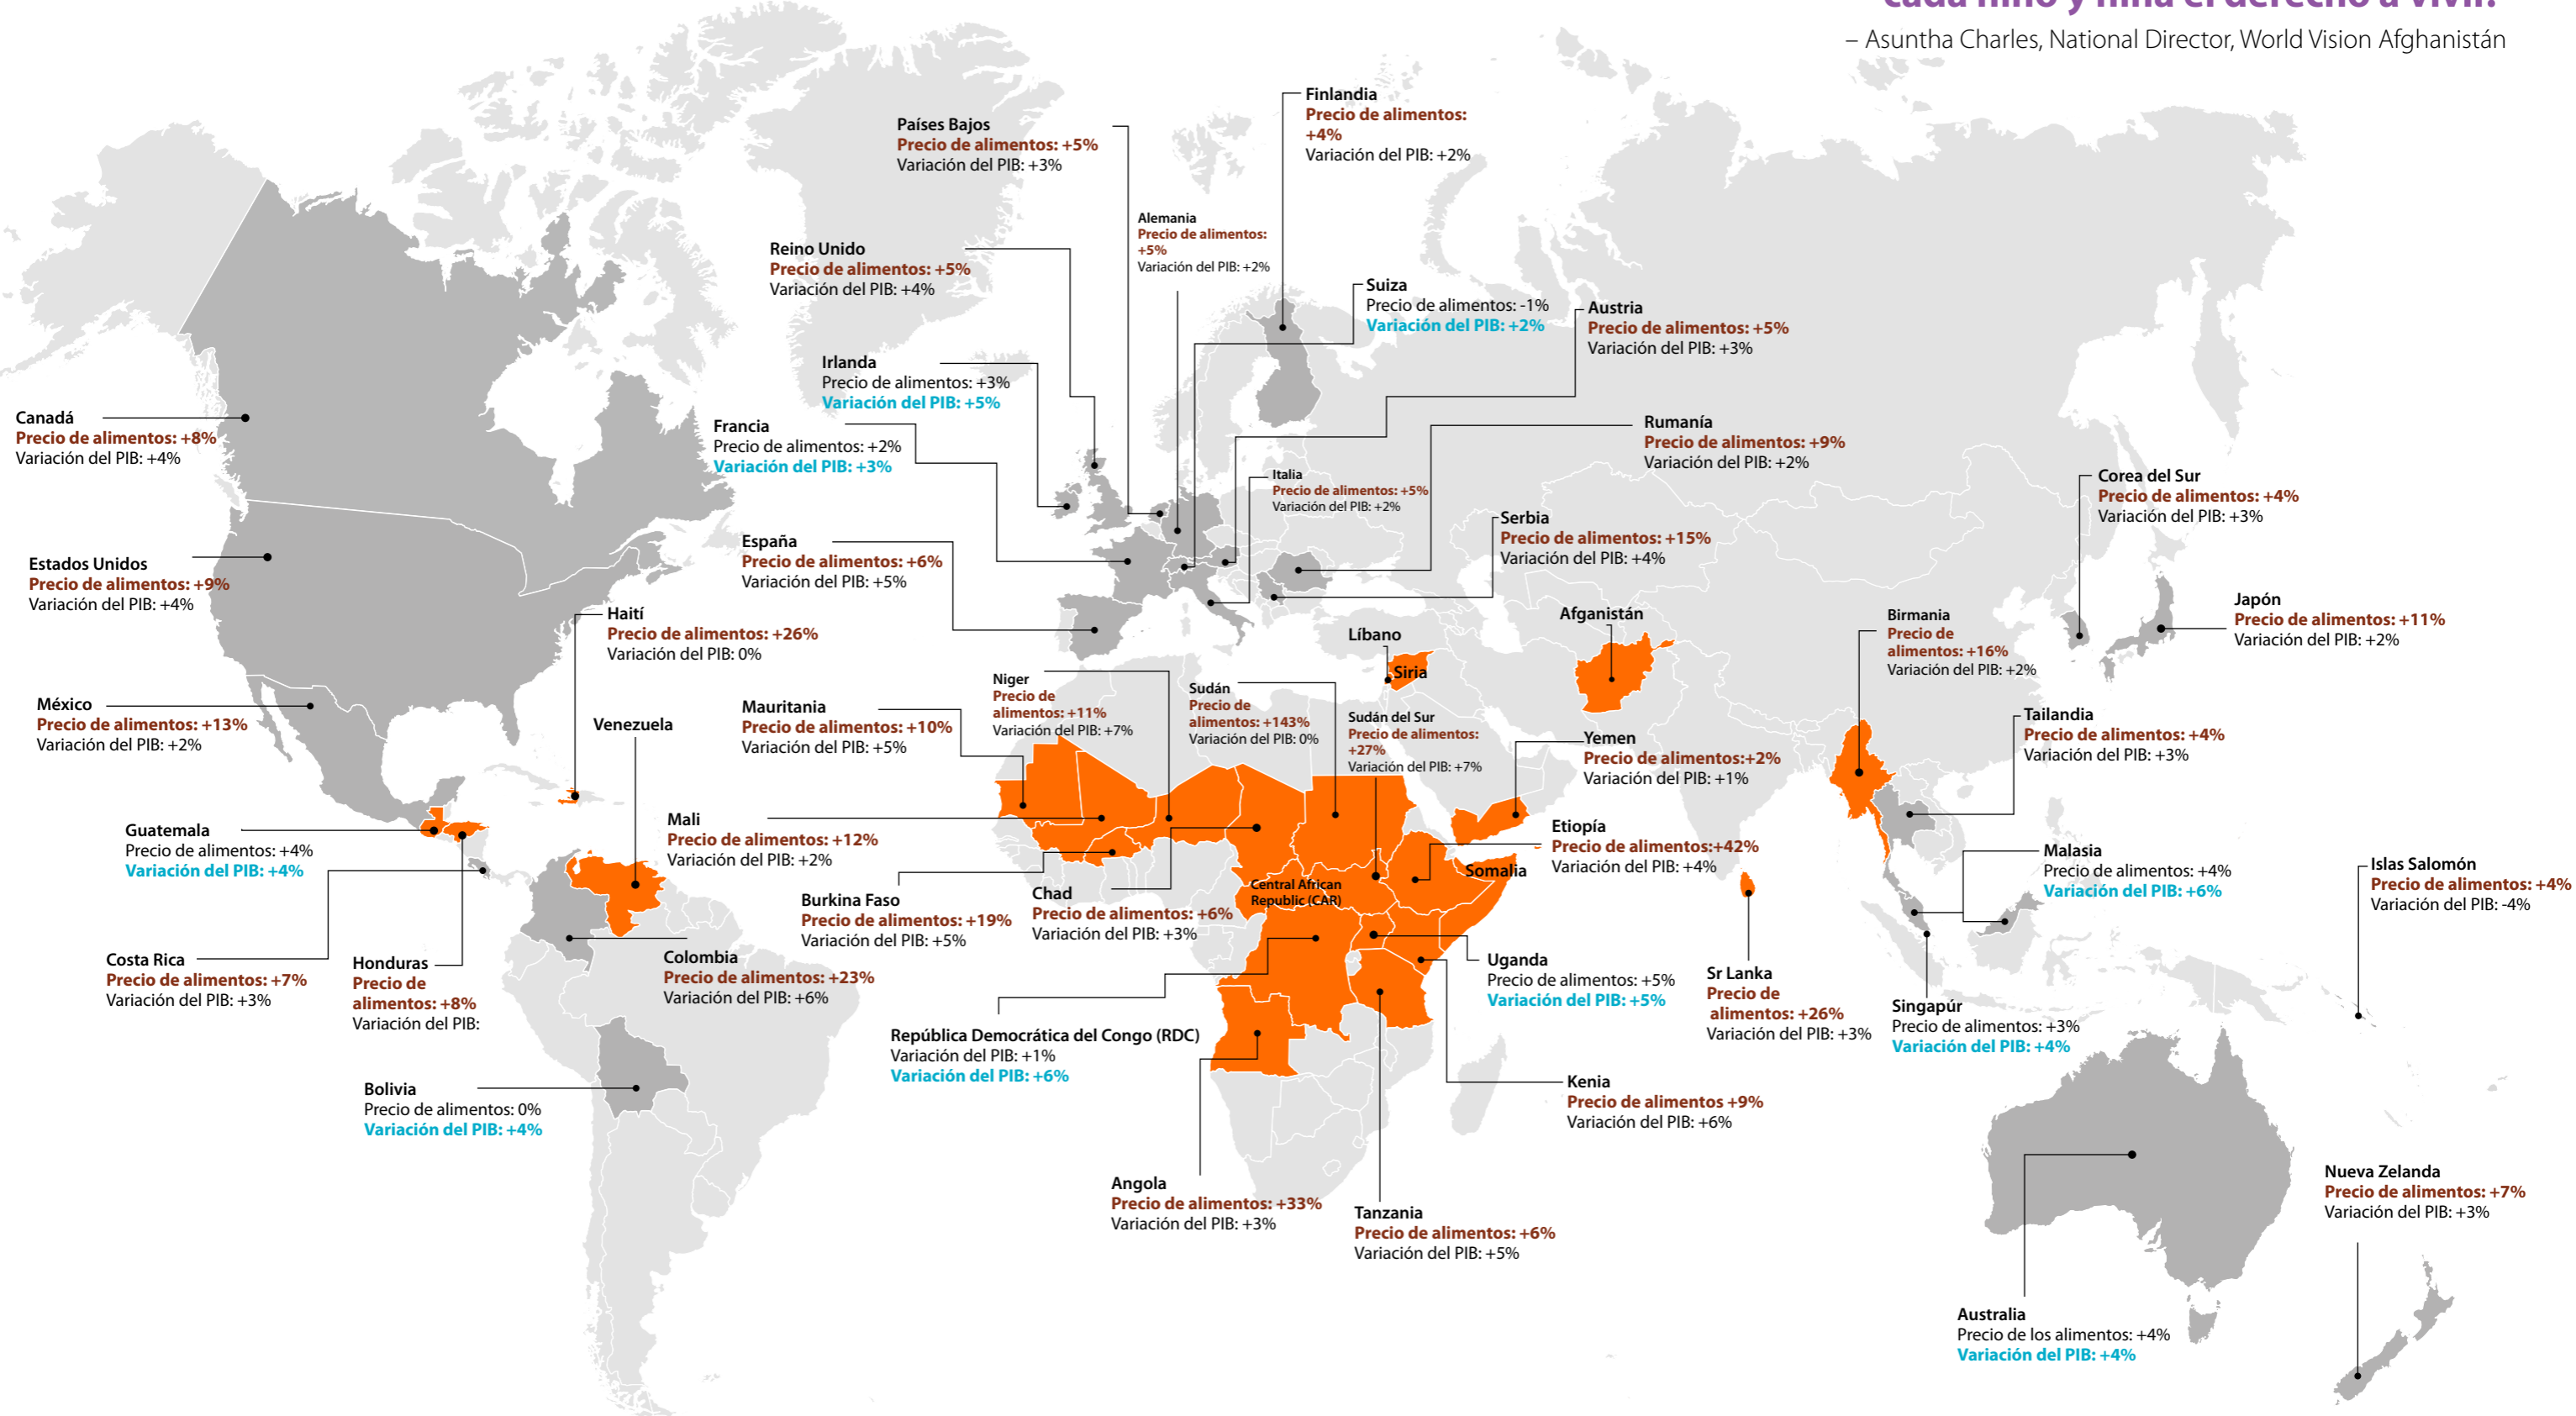 cada niño y niña el derecho a vivir.
– Asuntha Charles, National Director, World Vision Afghanistán
Finlandia
Precio de alimentos:
+4%
Variación del PIB: +2%
Países Bajos
Precio de alimentos: +5%
Variación del PIB: +3%
Alemania
Precio de alimentos:
+5%
Variación del PIB: +2%
Reino Unido
Precio de alimentos: +5%
Variación del PIB: +4%
Suiza
Precio de alimentos: -1%
Variación del PIB: +2%
Austria
Precio de alimentos: +5%
Variación del PIB: +3%
Irlanda
Precio de alimentos: +3%
Variación del PIB: +5%
Canadá
Precio de alimentos: +8%
Variación del PIB: +4%
Francia
Precio de alimentos: +2%
Variación del PIB: +3%
Rumanía
Precio de alimentos: +9%
Variación del PIB: +2%
Italia
Precio de alimentos: +5%
Variación del PIB: +2%
Corea del Sur
Precio de alimentos: +4%
Variación del PIB: +3%
Serbia
Precio de alimentos: +15%
Variación del PIB: +4%
España
Precio de alimentos: +6%
Variación del PIB: +5%
Estados Unidos
Precio de alimentos: +9%
Variación del PIB: +4%
Haití
Precio de alimentos: +26%
Variación del PIB: 0%
Afganistán
Japón
Precio de alimentos: +11%
Variación del PIB: +2%
Birmania
Precio de
alimentos: +16%
Variación del PIB: +2%
Líbano
Siria
México
Precio de alimentos: +13%
Variación del PIB: +2%
Venezuela
Mauritania
Precio de alimentos: +10%
Variación del PIB: +5%
Niger
Precio de
alimentos: +11%
Variación del PIB: +7%
Sudán
Precio de
alimentos: +143%
Variación del PIB: 0%
Sudán del Sur
Precio de alimentos:
+27%
Variación del PIB: +7%
Yemen
Precio de alimentos:+2%
Variación del PIB: +1%
Tailandia
Precio de alimentos: +4%
Variación del PIB: +3%
Guatemala
Precio de alimentos: +4%
Variación del PIB: +4%
Mali
Precio de alimentos: +12%
Variación del PIB: +2%
Etiopía
Precio de alimentos:+42%
Variación del PIB: +4%
Somalia
Malasia
Precio de alimentos: +4%
Variación del PIB: +6%
Islas Salomón
Precio de alimentos: +4%
Variación del PIB: -4%
Burkina Faso
Precio de alimentos: +19%
Variación del PIB: +5%
Chad
Precio de alimentos: +6%
Variación del PIB: +3%
Central African
Republic (CAR)
Costa Rica
Precio de alimentos: +7%
Variación del PIB: +3%
Honduras
Precio de
alimentos: +8%
Variación del PIB:
Colombia
Precio de alimentos: +23%
Variación del PIB: +6%
Uganda
Precio de alimentos: +5%
Variación del PIB: +5%
Sr Lanka
Precio de
alimentos: +26%
Variación del PIB: +3%
Singapúr
Precio de alimentos: +3%
Variación del PIB: +4%
República Democrática del Congo (RDC)
Variación del PIB: +1%
Variación del PIB: +6%
Bolivia
Precio de alimentos: 0%
Variación del PIB: +4%
Kenia
Precio de alimentos +9%
Variación del PIB: +6%
Angola
Precio de alimentos: +33%
Variación del PIB: +3%
Tanzania
Precio de alimentos: +6%
Variación del PIB: +5%
Nueva Zelanda
Precio de alimentos: +7%
Variación del PIB: +3%
Australia
Precio de los alimentos: +4%
Variación del PIB: +4%